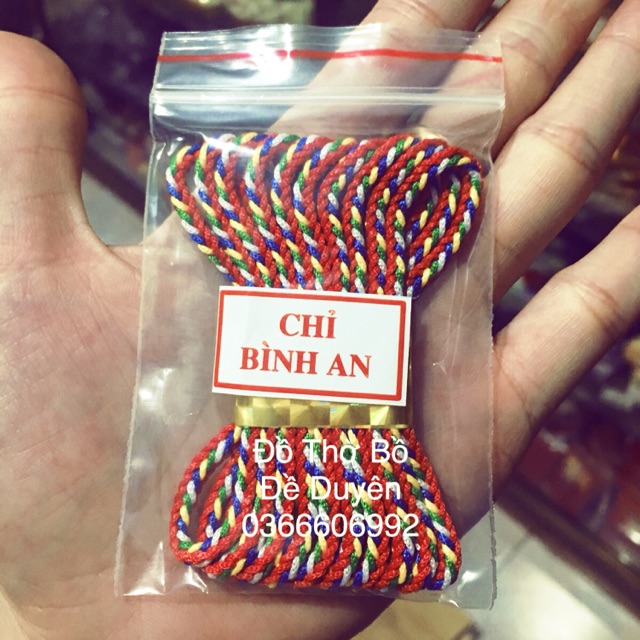 CHỈ
BÌNH AN
Đồ Thờ Bồ
Đề Duyên
0366606992